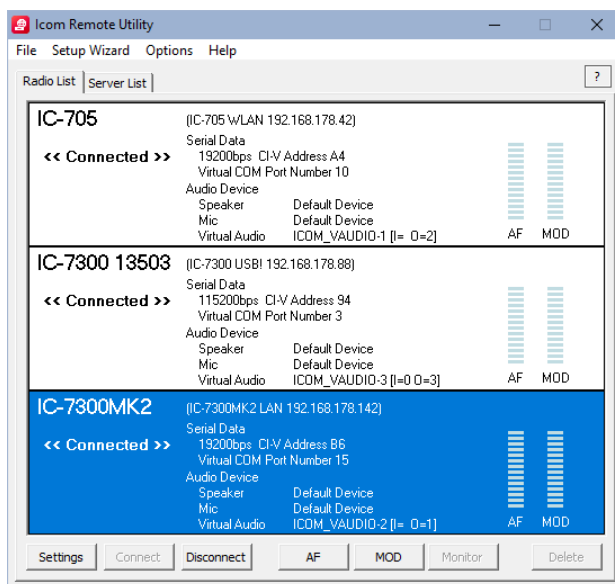 Icom Remote Utility
File Setup Wizard Options Help
Radio List Server List ?
IC-705 (IC-705 WLAN 192.168.178.42)
Serial Data
<< Connected >> 19200bps CI-V Address A4
Virtual COM Port Number 10
Audio Device
Speaker Default Device
Mic Default Device
Virtual Audio ICOM_VAUDIO-1 [I= O=2] AF MOD
IC-7300 13503 (IC-7300 USB! 192.168.178.88)
Serial Data
<< Connected >> 115200bps CI-V Address 94
Virtual COM Port Number 3
Audio Device
Speaker Default Device
Mic Default Device
Virtual Audio ICOM_VAUDIO-3 [I=0 O=3] AF MOD
IC-7300MK2 (IC-7300MK2 LAN 192.168.178.142)
Serial Data
<< Connected >> 19200bps CI-V Address B6
Virtual COM Port Number 15
Audio Device
Speaker Default Device
Mic Default Device
Virtual Audio ICOM_VAUDIO-2 [I= O=1] AF MOD
Settings Connect Disconnect AF MOD Monitor Delete